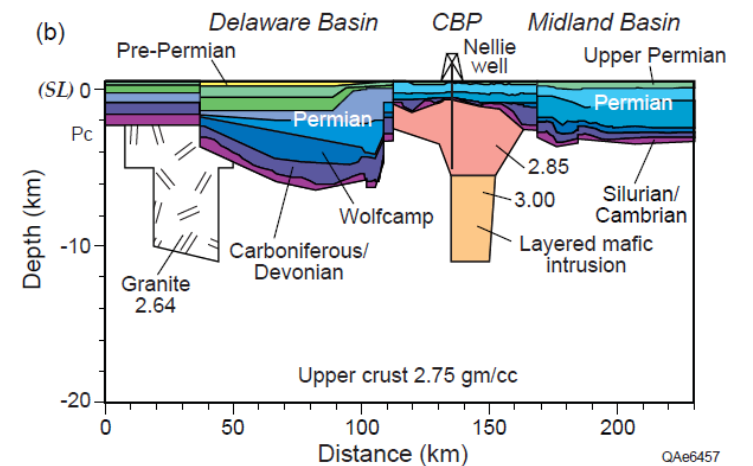 (b)
Delaware Basin
CBP
Midland Basin
Pre-Permian
Nellie
well
Upper Permian
(SL) 0
Permian
Permian
Pc
2.85
3.00
Silurian/
Cambrian
Wolfcamp
Carboniferous/
Devonian
Layered mafic
intrusion
Granite
2.64
-10
Depth (km)
Upper crust 2.75 gm/cc
-20
0
50
100
150
200
Distance (km)
QAe6457